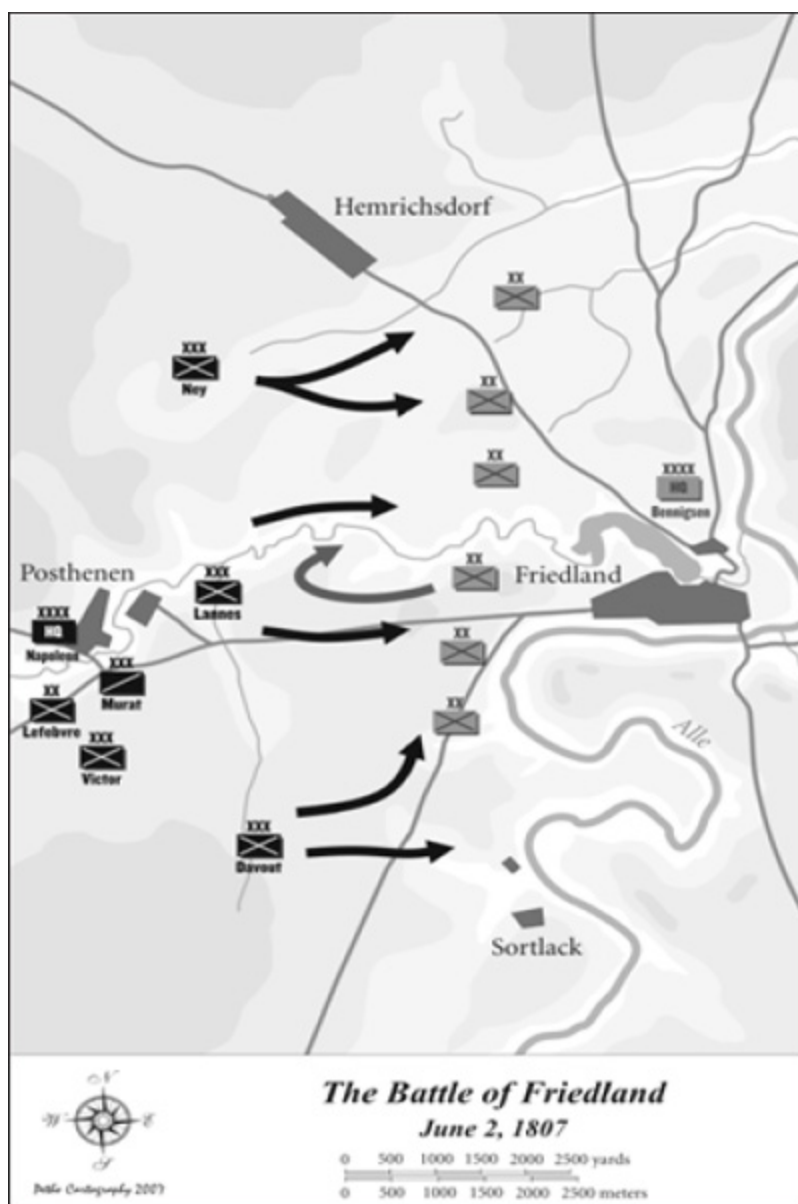 Hemrichsdorf
XX
XXX
Ney
XX
XX
XXXX
HQ
Bennigsen
Posthenen
XXX
Lannes
XX
Friedland
XXXX
HQ
Napoleon
XXX
Murat
XX
XX
Lefebvre
XX
XXX
Victor
Alle
XXX
Davout
Sortlack
N
W E
S
Pethe Cartography 2007
The Battle of Friedland
June 2, 1807
0 500 1000 1500 2000 2500 yards
0 500 1000 1500 2000 2500 meters